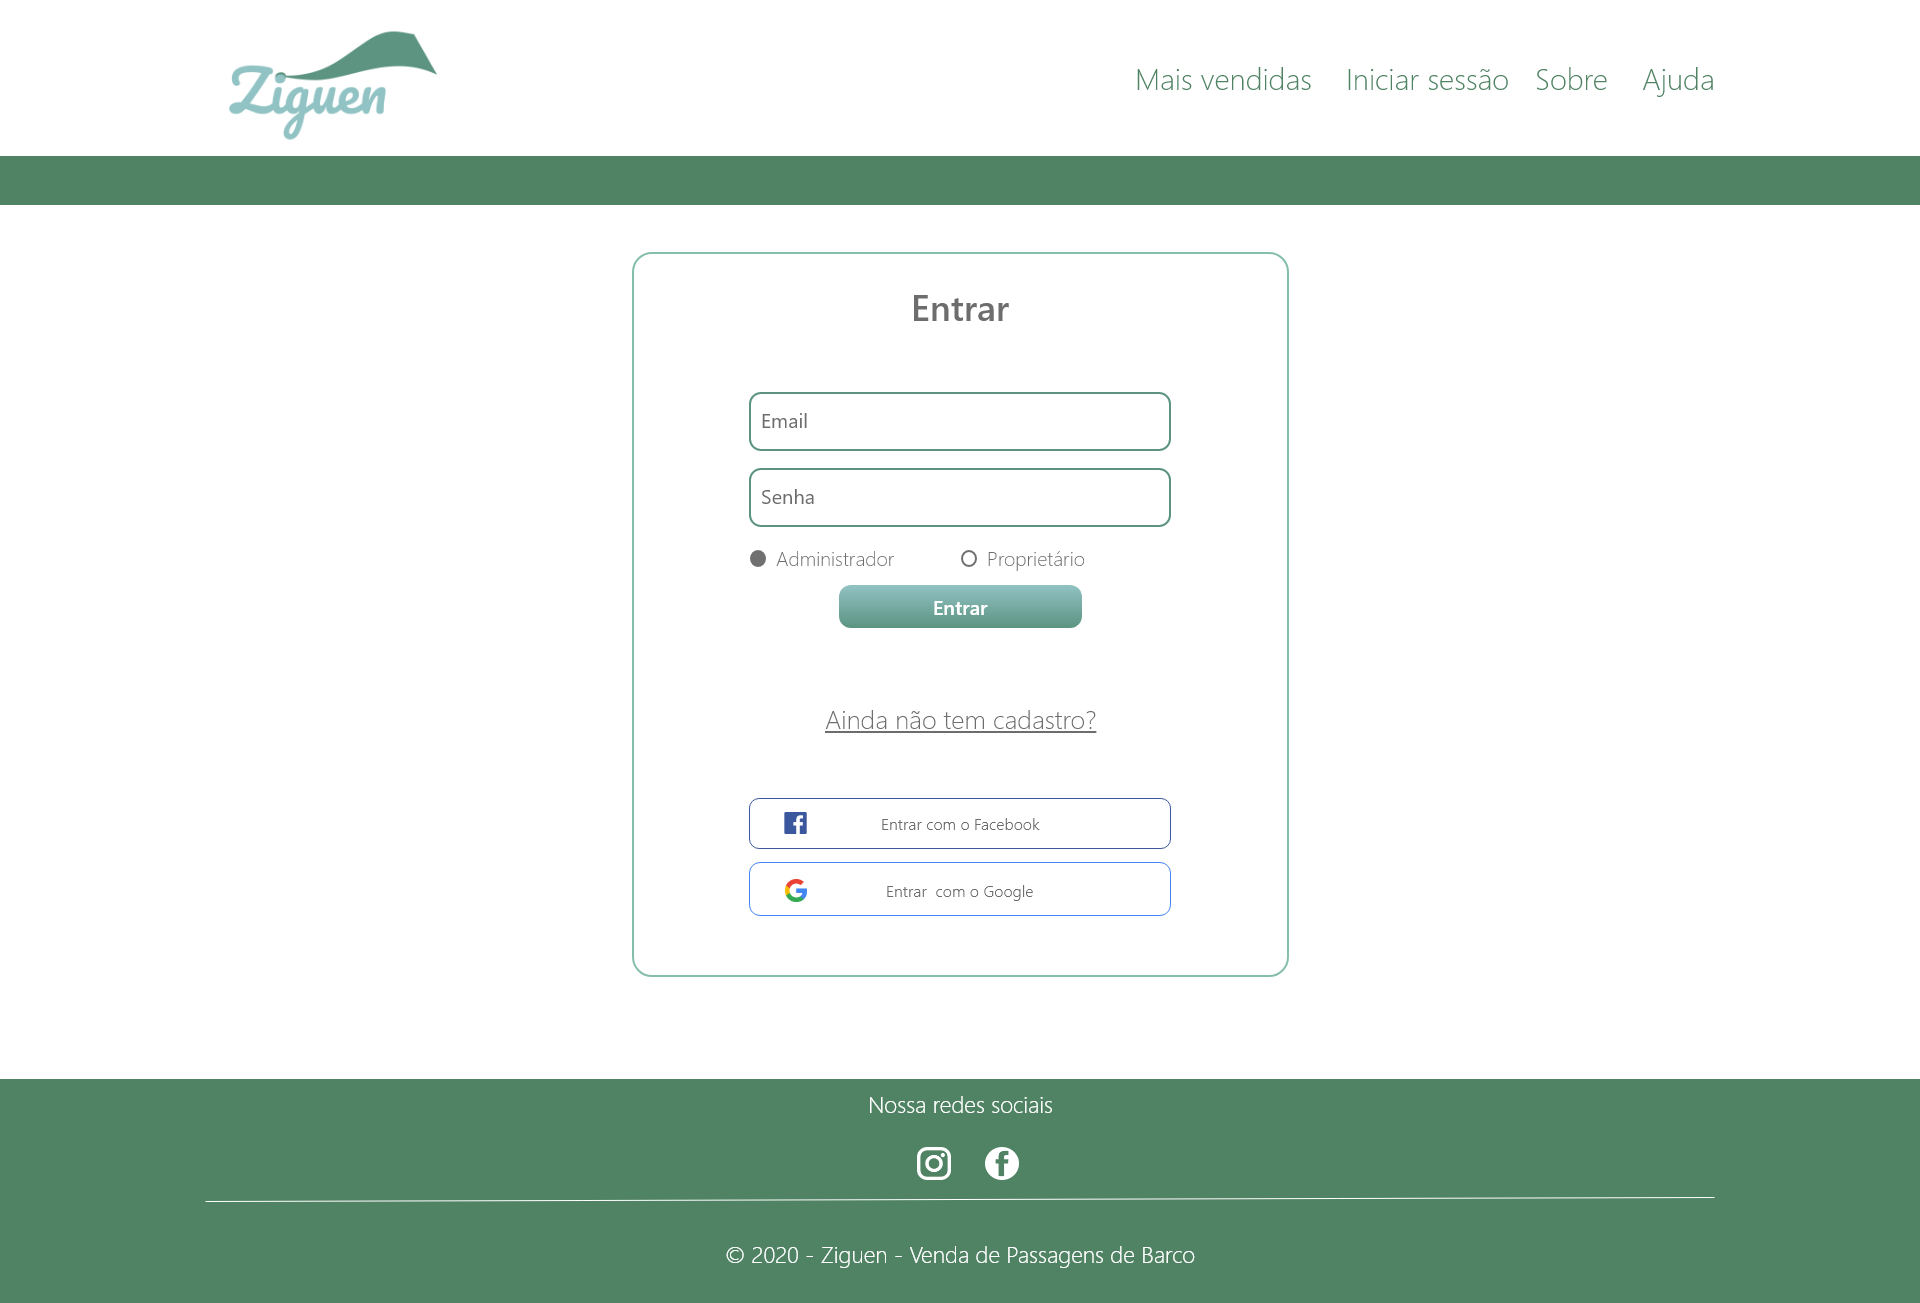 Ziguen
Mais vendidas Iniciar sessão Sobre Ajuda
Entrar
Email
Senha
Administrador Proprietário
Entrar
Ainda não tem cadastro?
Entrar com o Facebook
Entrar com o Google
Nossa redes sociais
© 2020 - Ziguen - Venda de Passagens de Barco